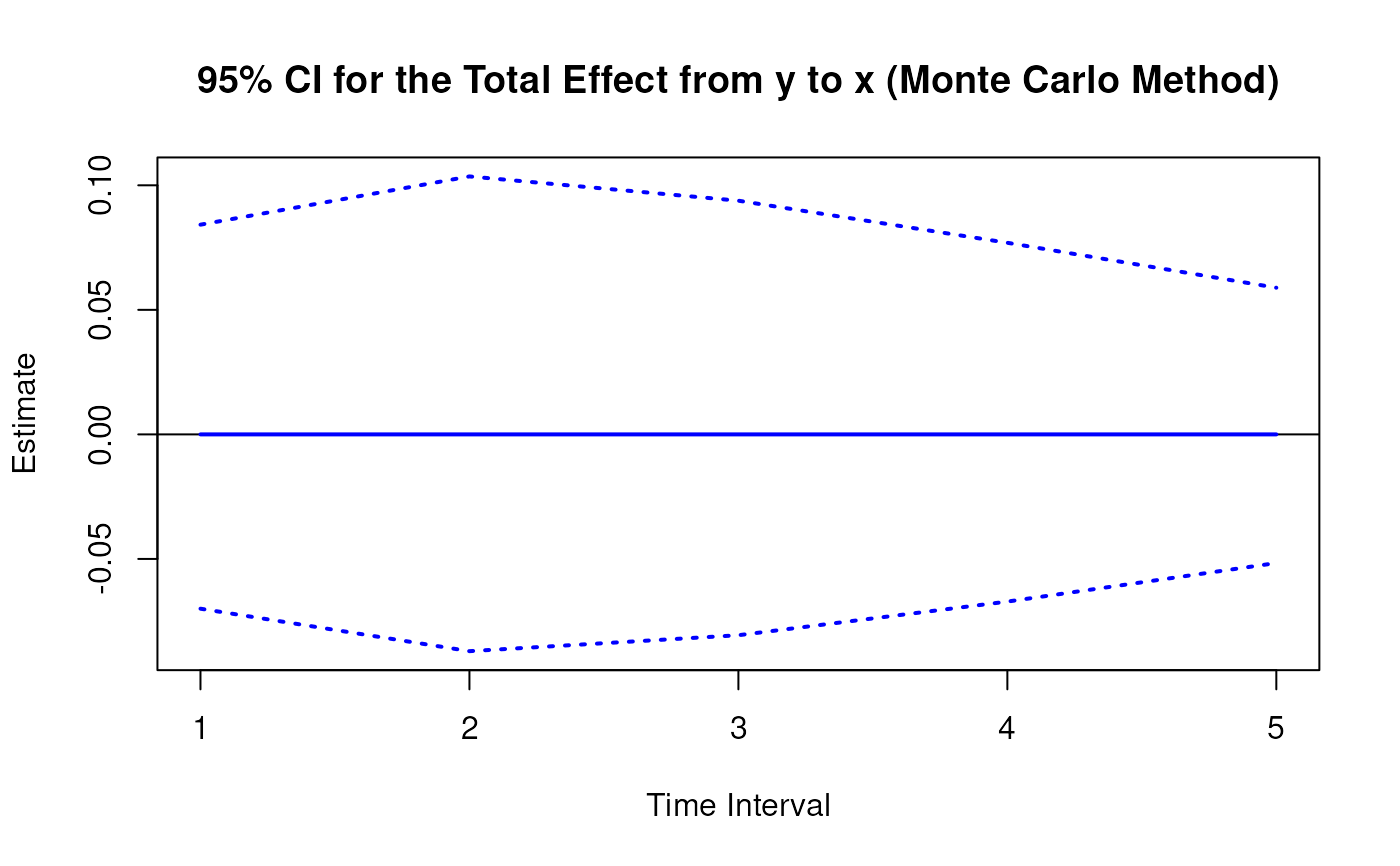 95% CI for the Total Effect from y to x (Monte Carlo Method)
0.10
0.05
0.00
-0.05
Estimate
1 2 3 4 5
Time Interval